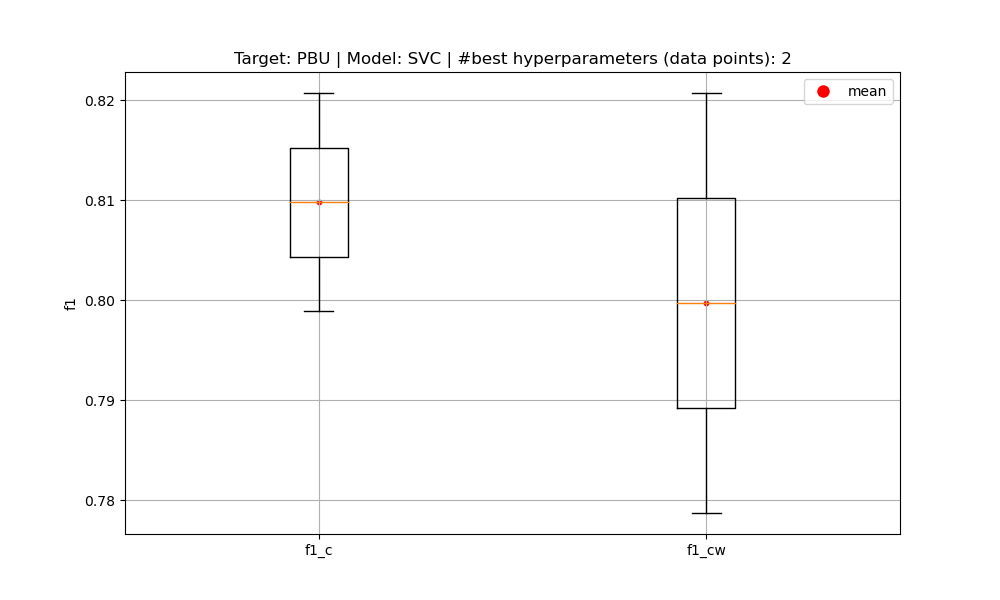 Target: PBU | Model: SVC | #best hyperparameters (data points): 2
mean
0.82
0.81
0.80
0.79
0.78
f1
f1_c
f1_cw